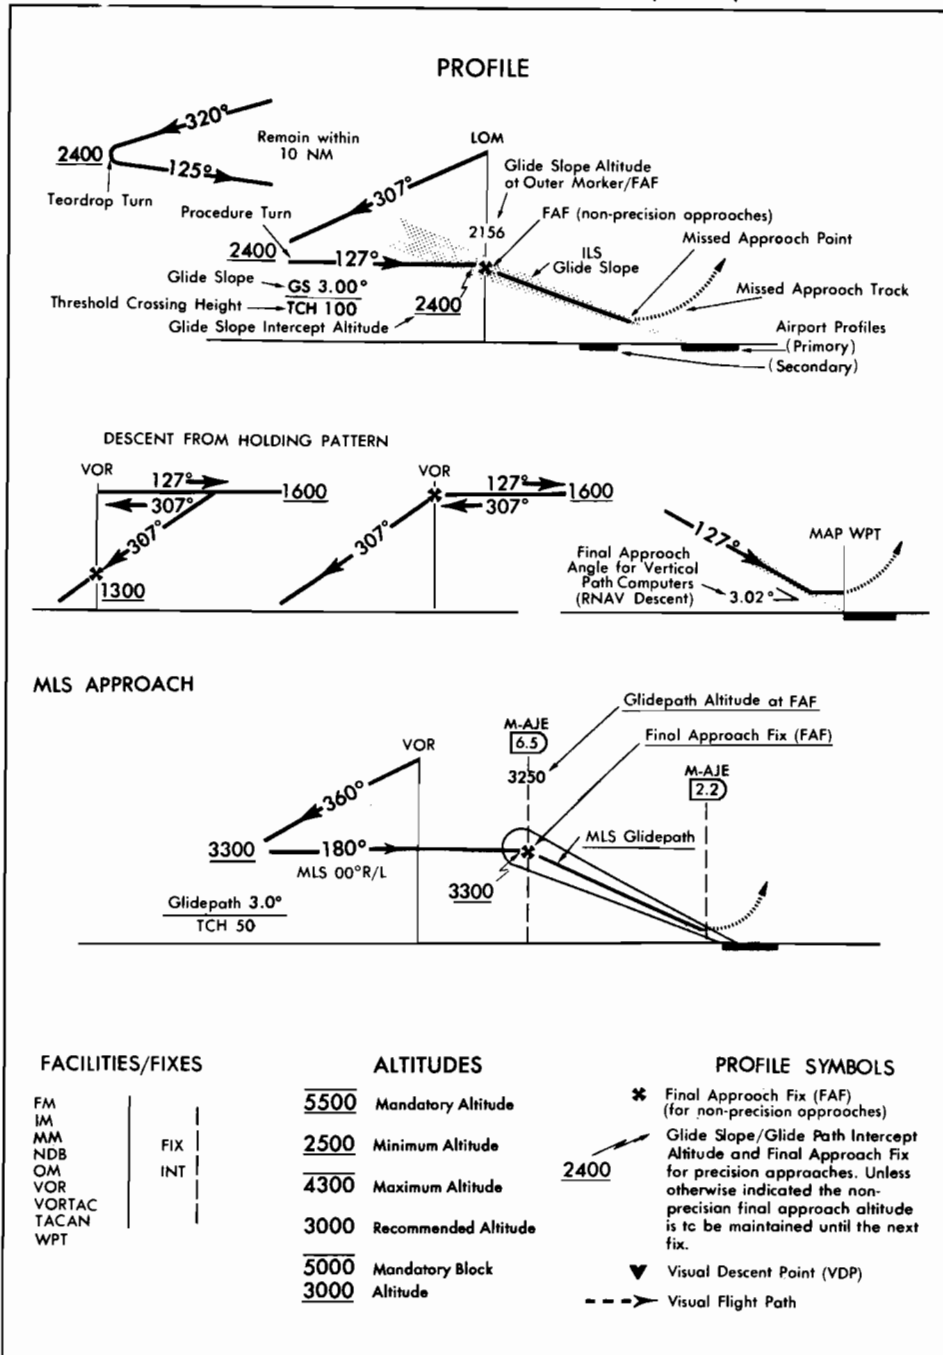 PROFILE
320°
Remain within
10 NM
2400
125°
Teardrop Turn
LOM
307°
Glide Slope Altitude
at Outer Marker/FAF
Procedure Turn
2400
127°
2156
FAF (non-precision approaches)
Missed Approach Point
ILS
Glide Slope
Glide Slope
GS 3.00°
Threshold Crossing Height
TCH 100
2400
Glide Slope Intercept Altitude
Missed Approach Track
Airport Profiles
(Primary)
(Secondary)
DESCENT FROM HOLDING PATTERN
VOR
127°
1600
307°
307°
1300
VOR
127°
1600
307°
307°
127°
MAP WPT
Final Approach
Angle for Vertical
Path Computers
(RNAV Descent)
3.02°
MLS APPROACH
Glidepath Altitude at FAF
M-AJE
6.5
Final Approach Fix (FAF)
VOR
3250
M-AJE
2.2
360°
MLS Glidepath
3300
180°
MLS 00°R/L
3300
Glidepath 3.0°
TCH 50
FACILITIES/FIXES
FM
IM
MM
NDB
OM
VOR
VORTAC
TACAN
WPT
FIX
INT
ALTITUDES
5500 Mandatory Altitude
2500 Minimum Altitude
4300 Maximum Altitude
3000 Recommended Altitude
5000 Mandatory Block
3000 Altitude
PROFILE SYMBOLS
Final Approach Fix (FAF)
(for non-precision approaches)
2400
Glide Slope/Glide Path Intercept
Altitude and Final Approach Fix
for precision approaches. Unless
otherwise indicated the non-
precision final approach altitude
is to be maintained until the next
fix.
Visual Descent Point (VDP)
Visual Flight Path